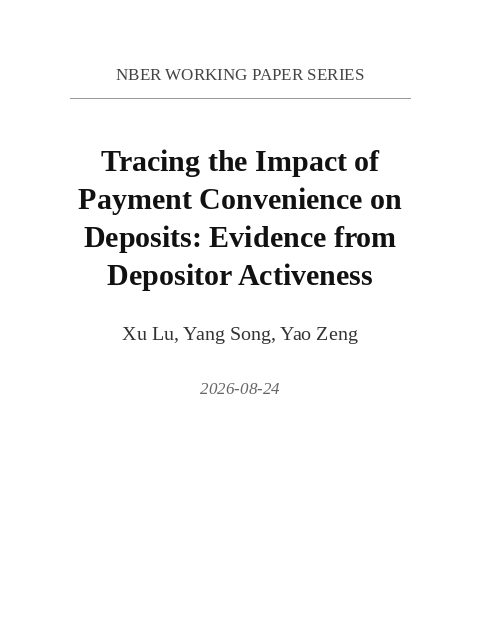 NBER WORKING PAPER SERIES
Tracing the Impact of
Payment Convenience on
Deposits: Evidence from
Depositor Activeness
Xu Lu, Yang Song, Yao Zeng
2026-08-24